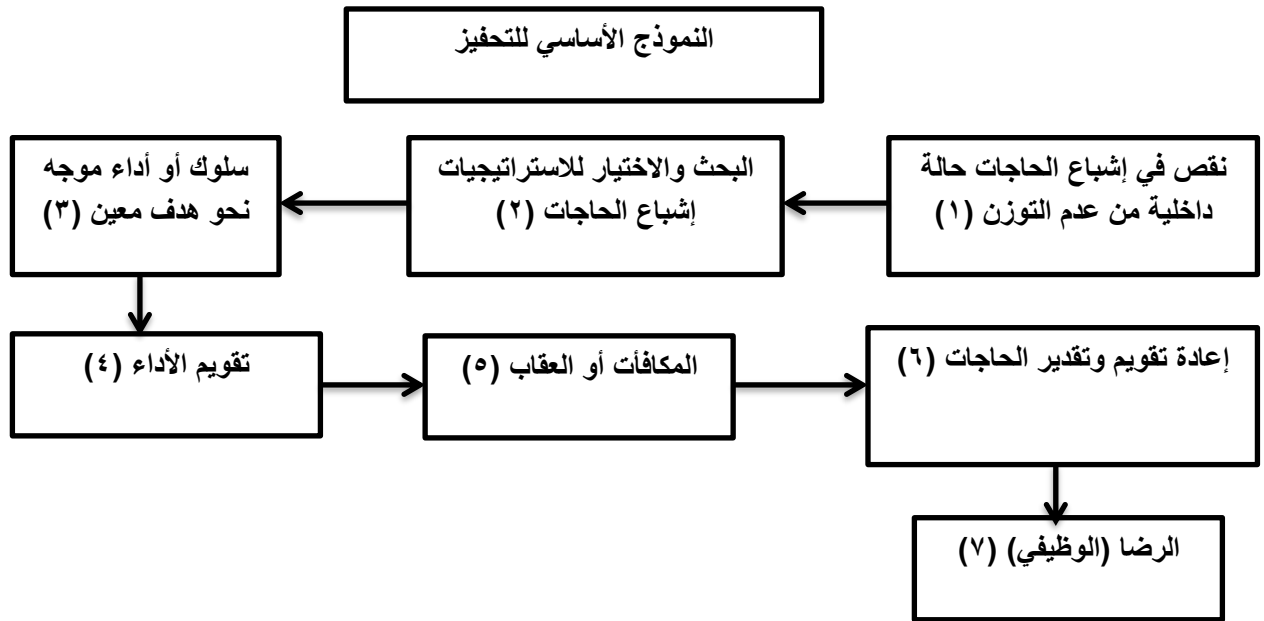 النموذج الأساسي للتحفيز
نقص في إشباع الحاجات حالة
داخلية من عدم التوزن (١)
البحث والاختيار للاستراتيجيات
إشباع الحاجات (٢)
سلوك أو أداء موجه
نحو هدف معين (٣)
تقويم الأداء (٤)
المكافأت أو العقاب (٥)
إعادة تقويم وتقدير الحاجات (٦)
الرضا (الوظيفي) (٧)